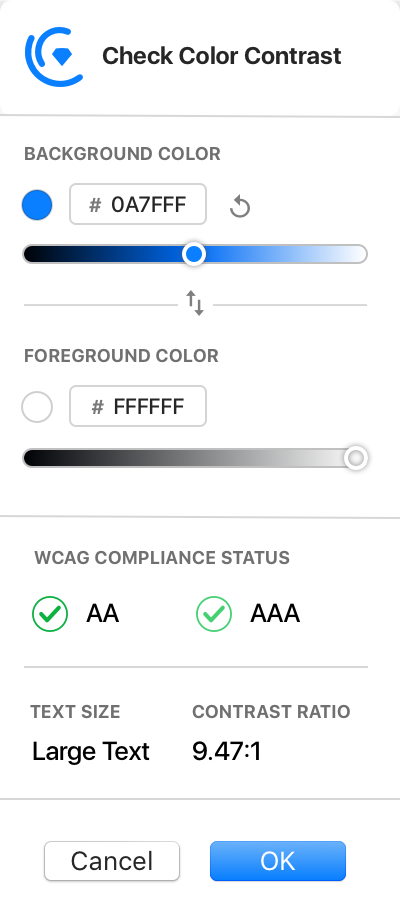 Check Color Contrast
BACKGROUND COLOR
# 0A7FFF
FOREGROUND COLOR
# FFFFFF
WCAG COMPLIANCE STATUS
AA AAA
TEXT SIZE CONTRAST RATIO
Large Text 9.47:1
Cancel OK